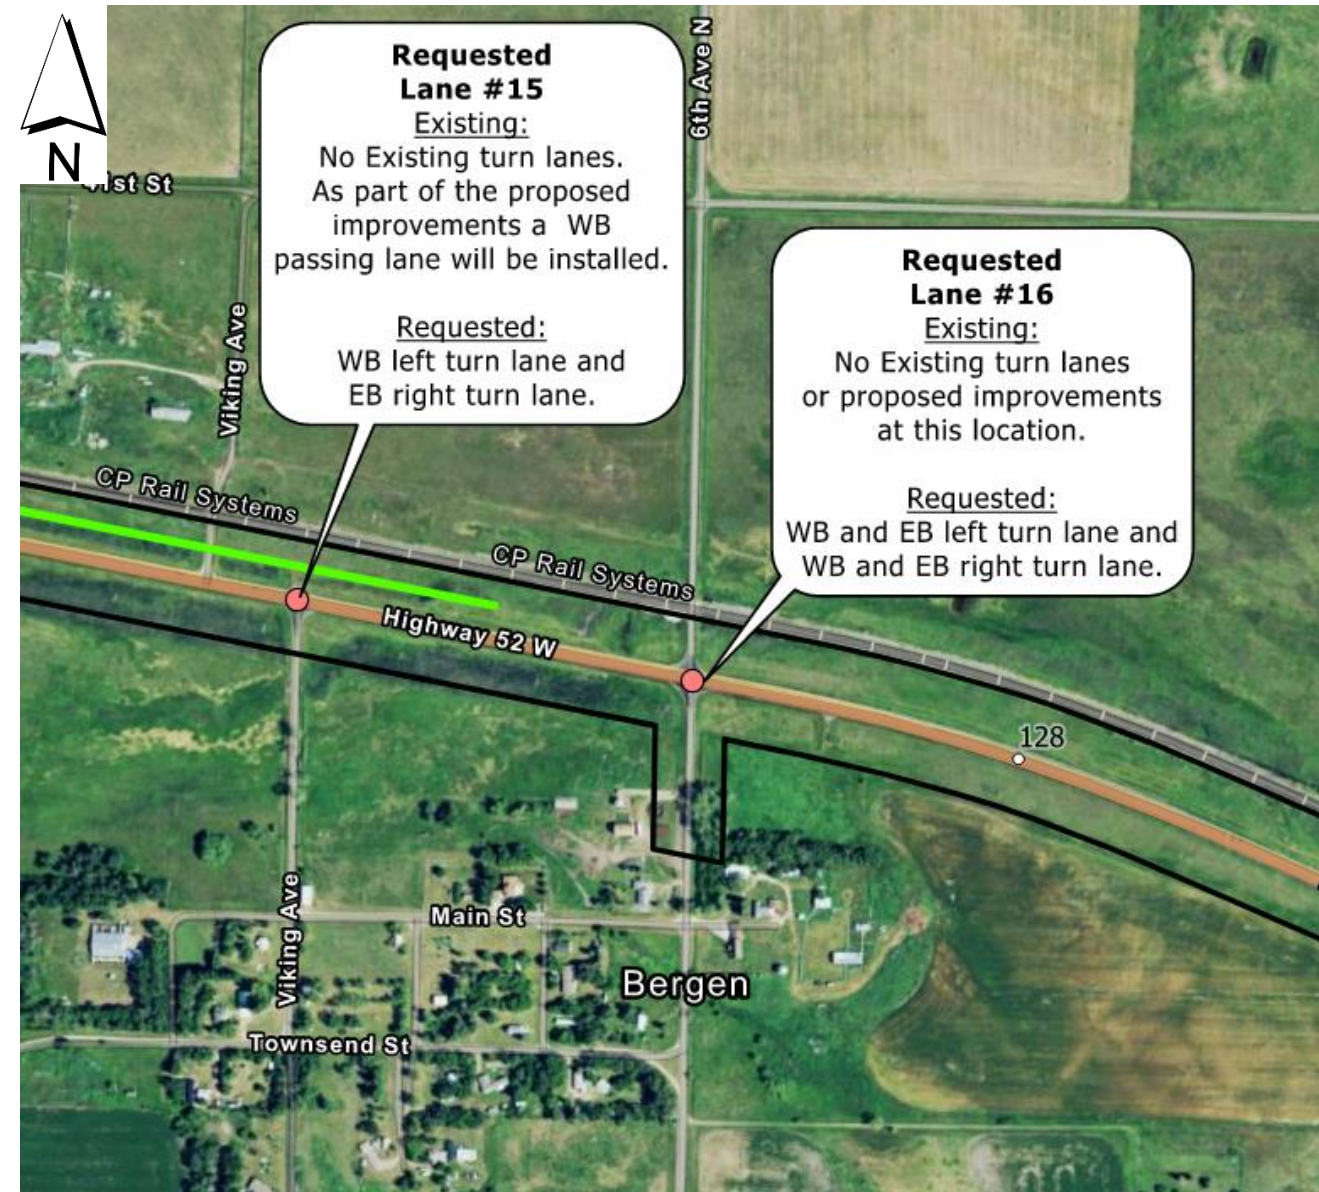 N
6th Ave N
Requested
Lane #15
Existing:
No Existing turn lanes.
As part of the proposed
improvements a  WB
passing lane will be installed.
Requested:
WB left turn lane and
EB right turn lane.
St
Requested
Lane #16
Existing:
No Existing turn lanes
or proposed improvements
at this location.
Requested:
WB and EB left turn lane and
WB and EB right turn lane.
Viking Ave
CP Rail Systems
CP Rail Systems
Highway 52 W
128
Viking Ave
Main St
Bergen
Townsend St